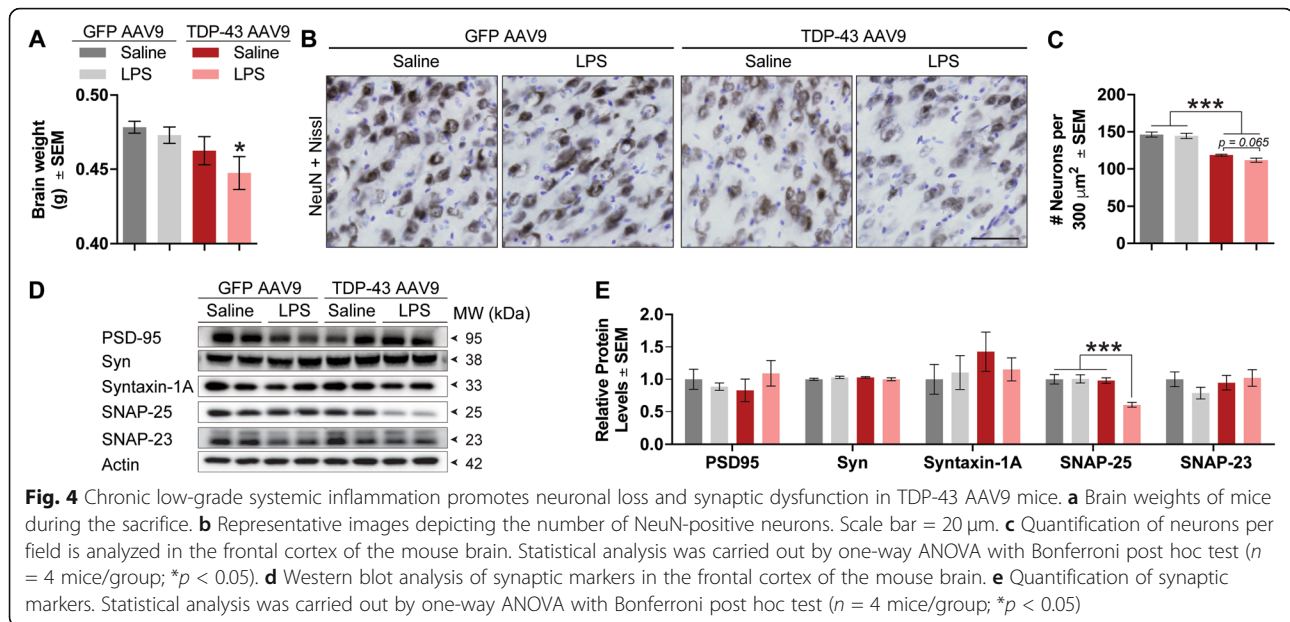 A
GFP AAV9 TDP-43 AAV9
Saline Saline
LPS LPS
Brain weight
(g) ± SEM
0.50
0.45
0.40
*
B
GFP AAV9 TDP-43 AAV9
Saline LPS Saline LPS
NeuN + Nissl
C
# Neurons per
300 µm² ± SEM
200
150
100
50
0
***
p = 0.065
D
GFP AAV9 TDP-43 AAV9
Saline LPS Saline LPS MW (kDa)
PSD-95 95
Syn 38
Syntaxin-1A 33
SNAP-25 25
SNAP-23 23
Actin 42
E
Relative Protein
Levels ± SEM
2.0
1.5
1.0
0.5
0.0
***
PSD95 Syn Syntaxin-1A SNAP-25 SNAP-23
Fig. 4 Chronic low-grade systemic inflammation promotes neuronal loss and synaptic dysfunction in TDP-43 AAV9 mice. a Brain weights of mice
during the sacrifice. b Representative images depicting the number of NeuN-positive neurons. Scale bar = 20 µm. c Quantification of neurons per
field is analyzed in the frontal cortex of the mouse brain. Statistical analysis was carried out by one-way ANOVA with Bonferroni post hoc test (n
= 4 mice/group; *p < 0.05). d Western blot analysis of synaptic markers in the frontal cortex of the mouse brain. e Quantification of synaptic
markers. Statistical analysis was carried out by one-way ANOVA with Bonferroni post hoc test (n = 4 mice/group; *p < 0.05)